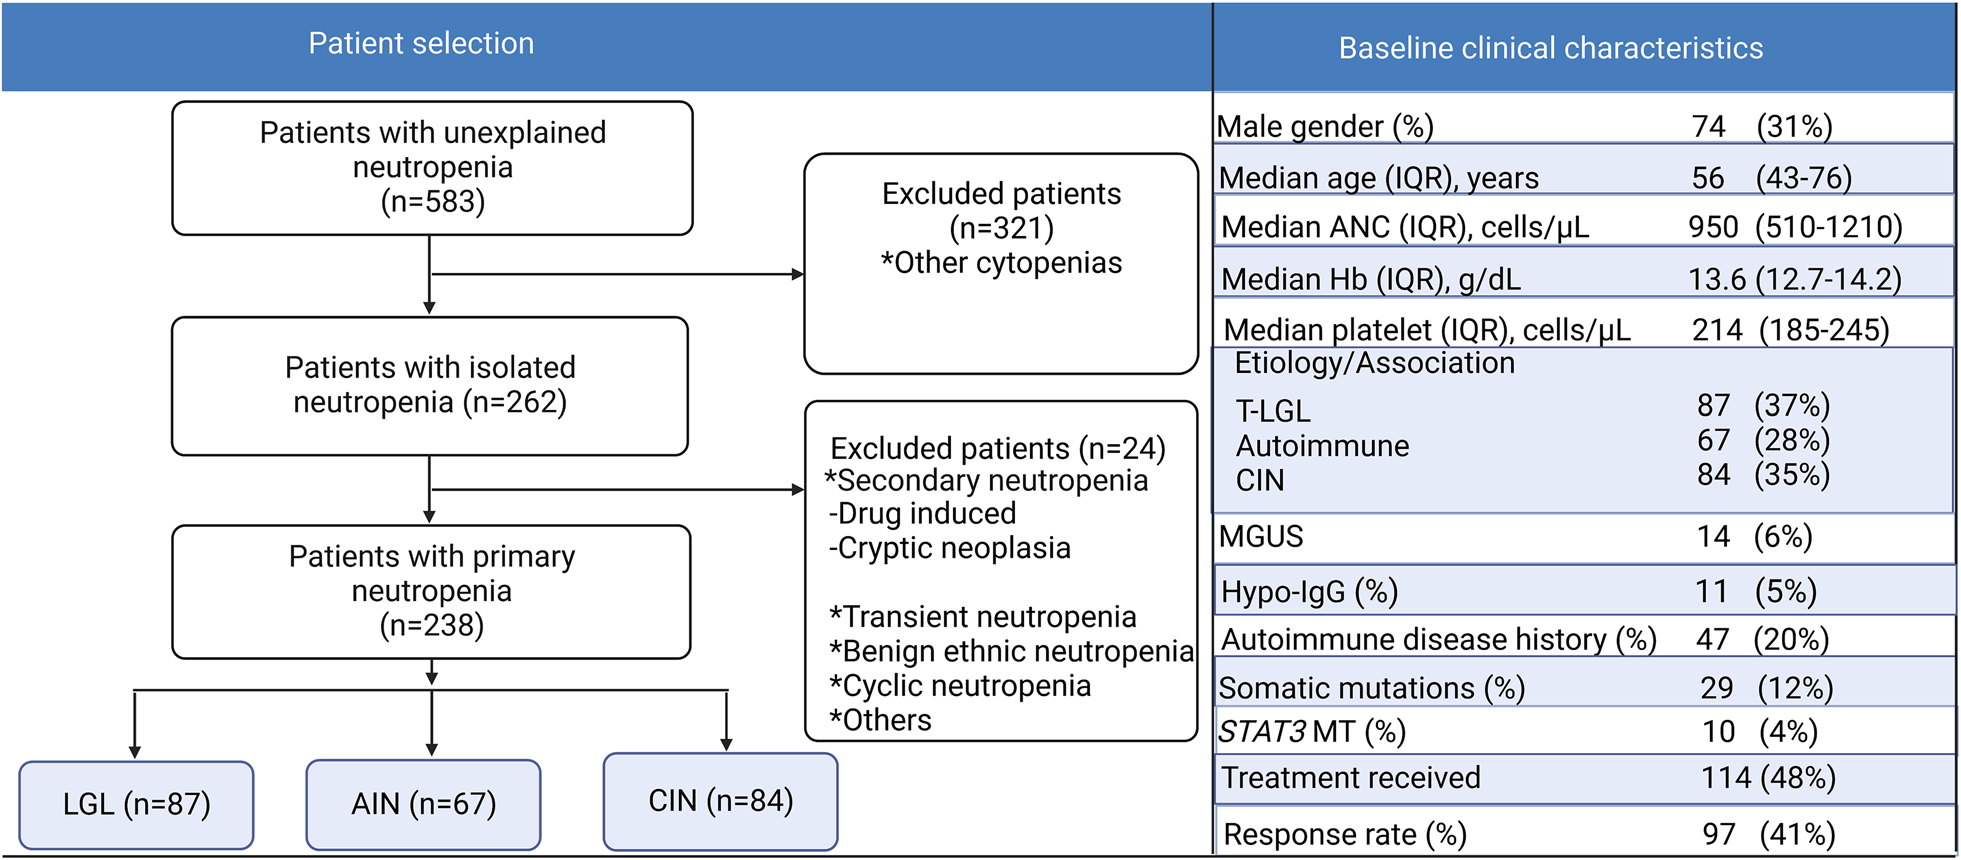 Patient selection
Patients with unexplained
neutropenia
(n=583)
Excluded patients
(n=321)
*Other cytopenias
Patients with isolated
neutropenia (n=262)
Excluded patients (n=24)
*Secondary neutropenia
-Drug induced
-Cryptic neoplasia
*Transient neutropenia
*Benign ethnic neutropenia
*Cyclic neutropenia
*Others
Patients with primary
neutropenia
(n=238)
LGL (n=87)
AIN (n=67)
CIN (n=84)
Baseline clinical characteristics
Male gender (%) 74 (31%)
Median age (IQR), years 56 (43-76)
Median ANC (IQR), cells/µL 950 (510-1210)
Median Hb (IQR), g/dL 13.6 (12.7-14.2)
Median platelet (IQR), cells/µL 214 (185-245)
Etiology/Association
T-LGL 87 (37%)
Autoimmune 67 (28%)
CIN 84 (35%)
MGUS 14 (6%)
Hypo-IgG (%) 11 (5%)
Autoimmune disease history (%) 47 (20%)
Somatic mutations (%) 29 (12%)
STAT3 MT (%) 10 (4%)
Treatment received 114 (48%)
Response rate (%) 97 (41%)